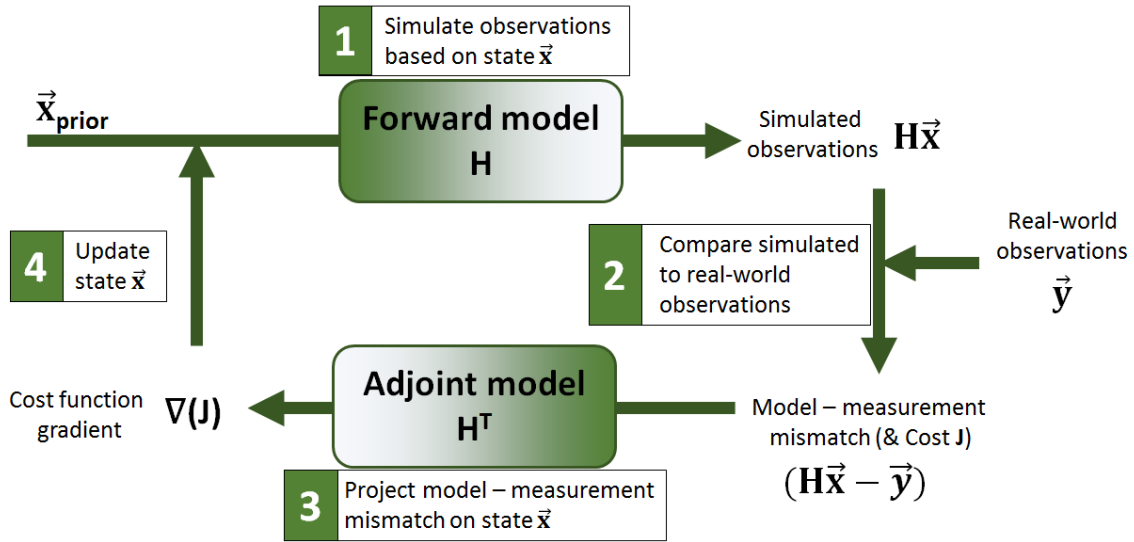 1
Simulate observations
based on state x⃗
x⃗prior
Forward model
H
Simulated
observations
Hx⃗
4
Update
state x⃗
2
Compare simulated
to real-world
observations
Real-world
observations
y⃗
Cost function
gradient
∇(J)
Adjoint model
Hᵀ
Model – measurement
mismatch (& Cost J)
(Hx⃗ − y⃗)
3
Project model – measurement
mismatch on state x⃗